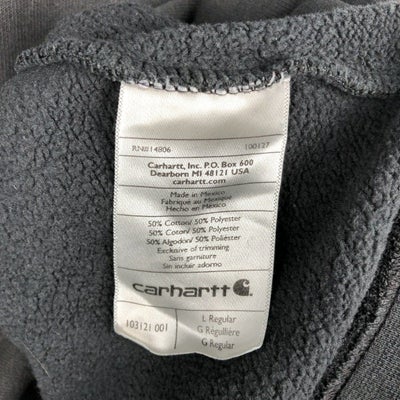 RN#14806 100127
Carhartt, Inc. P.O. Box 600
Dearborn MI 48121 USA
carhartt.com
Made in Mexico
Fabriqué au Mexique
Hecho en México
50% Cotton/ 50% Polyester
50% Coton/ 50% Polyester
50% Algodón/ 50% Poliéster
Exclusive of trimming
Sans garniture
Sin incluir adorno
carhartt
103121 001
L Regular
G Régulière
G Regular